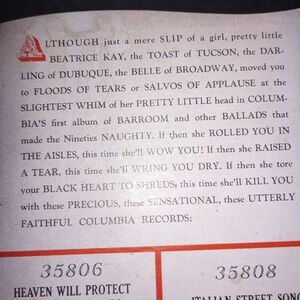 ALTHOUGH just a mere SLIP of a girl, pretty little
BEATRICE KAY, the TOAST of TUCSON, the DAR-
LING of DUBUQUE, the BELLE of BROADWAY, moved you
to FLOODS OF TEARS or SALVOS OF APPLAUSE at the
SLIGHTEST WHIM of her PRETTY LITTLE head in COLUM-
BIA'S first album of BARROOM and other BALLADS that
made the Nineties NAUGHTY. If then she ROLLED YOU IN
THE AISLES, this time she'll WOW YOU! If then she RAISED
A TEAR, this time she'll WRING YOU DRY. If then she tore
your BLACK HEART TO SHREDS, this time she'll KILL YOU
with these PRECIOUS, these SENSATIONAL, these UTTERLY
FAITHFUL COLUMBIA RECORDS:
35806
35808
HEAVEN WILL PROTECT
ITALIAN STREET SONG